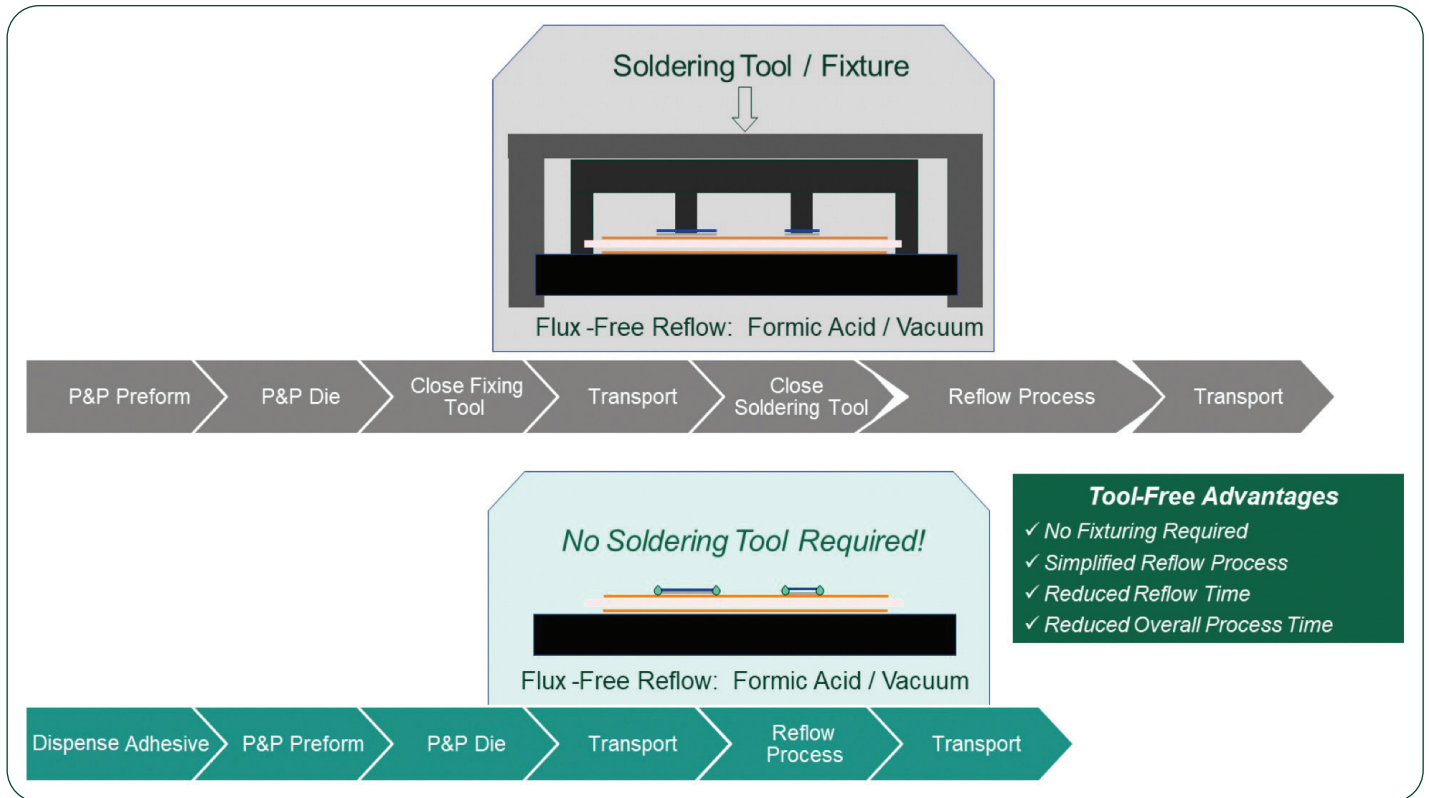 Soldering Tool / Fixture
Flux -Free Reflow: Formic Acid / Vacuum
P&P Preform
P&P Die
Close Fixing
Tool
Transport
Close
Soldering Tool
Reflow Process
Transport
No Soldering Tool Required!
Flux -Free Reflow: Formic Acid / Vacuum
Tool-Free Advantages
✓ No Fixturing Required
✓ Simplified Reflow Process
✓ Reduced Reflow Time
✓ Reduced Overall Process Time
Dispense Adhesive
P&P Preform
P&P Die
Transport
Reflow
Process
Transport